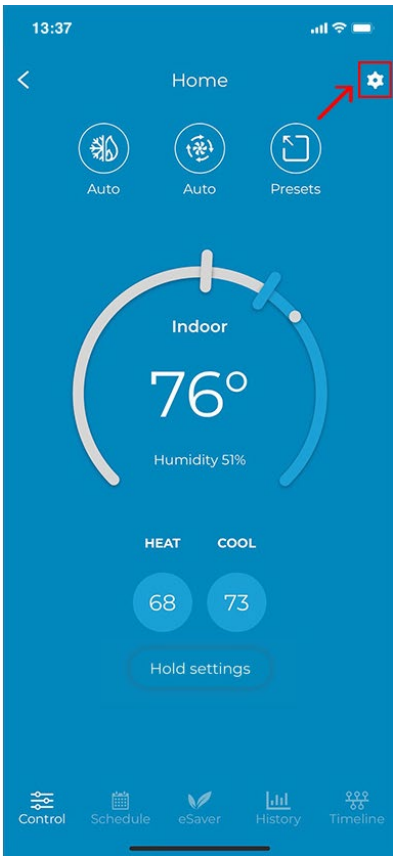 13:37
Home
Auto Auto Presets
Indoor
76°
Humidity 51%
HEAT COOL
68 73
Hold settings
Control Schedule eSaver History Timeline